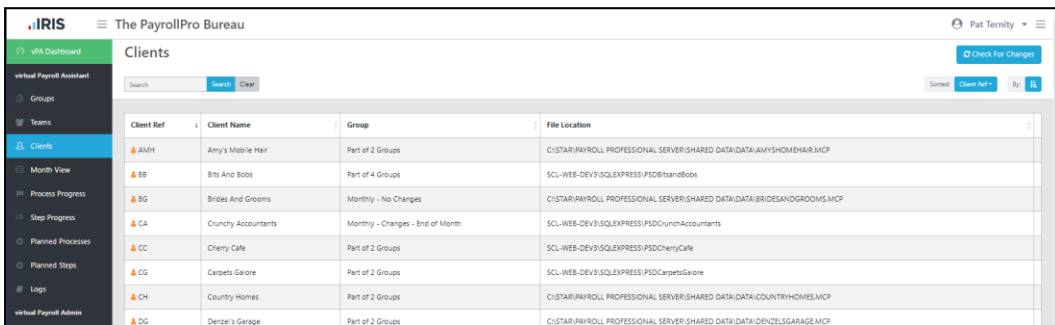 IRIS The PayrollPro Bureau Pat Ternity
vPA Dashboard
Clients
Check For Changes
virtual Payroll Assistant
Search Search Clear Sorted: Client Ref By:
Groups
Teams
Clients
Month View
Process Progress
Step Progress
Planned Processes
Planned Steps
Logs
virtual Payroll Admin
Client Ref Client Name Group File Location
AMH Amy's Mobile Hair Part of 2 Groups C:\STAR\PAYROLL PROFESSIONAL SERVER\SHARED DATA\DATA\AMYSHOMEHAIR.MCP
BB Bits And Bobs Part of 4 Groups SCL-WEB-DEV3\SQLEXPRESS\PSDBitsandBobs
BG Brides And Grooms Monthly - No Changes C:\STAR\PAYROLL PROFESSIONAL SERVER\SHARED DATA\DATA\BRIDESANDGROOMS.MCP
CA Crunchy Accountants Monthly - Changes - End of Month SCL-WEB-DEV3\SQLEXPRESS\PSDCrunchAccountants
CC Cherry Cafe Part of 2 Groups SCL-WEB-DEV3\SQLEXPRESS\PSDCherryCafe
CG Carpets Galore Part of 2 Groups SCL-WEB-DEV3\SQLEXPRESS\PSDCarpetsGalore
CH Country Homes Part of 2 Groups C:\STAR\PAYROLL PROFESSIONAL SERVER\SHARED DATA\DATA\COUNTRYHOMES.MCP
DG Denzel's Garage Part of 2 Groups C:\STAR\PAYROLL PROFESSIONAL SERVER\SHARED DATA\DATA\DENZELSGARAGE.MCP